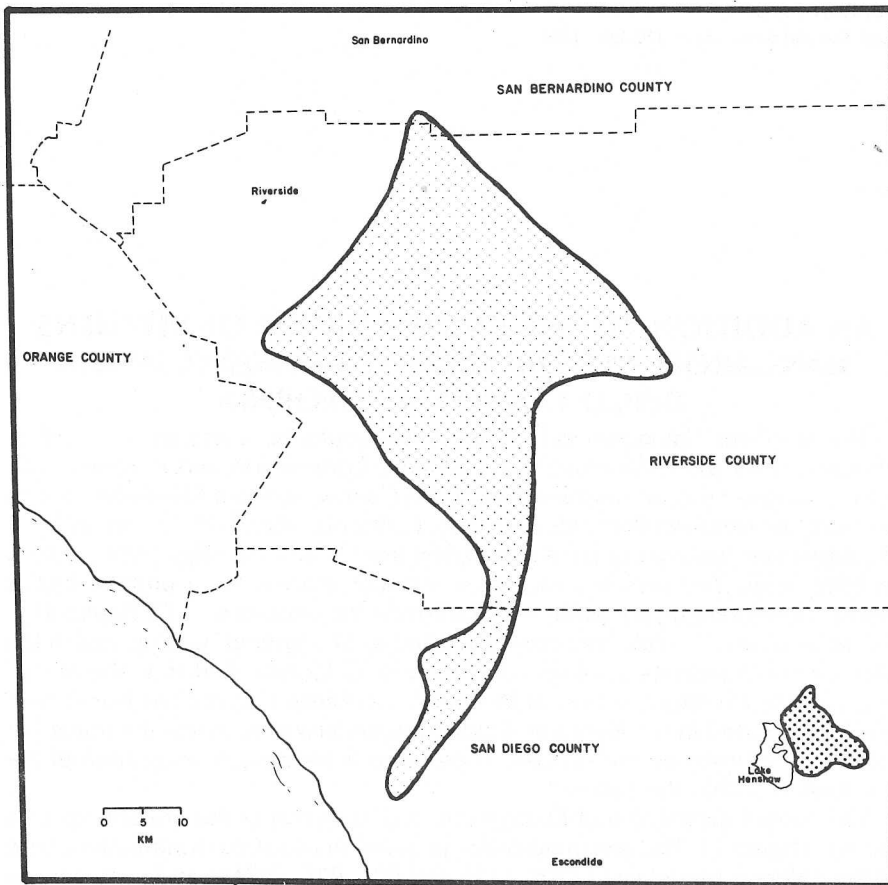 San Bernardino
SAN BERNARDINO COUNTY
Riverside
ORANGE COUNTY
RIVERSIDE COUNTY
SAN DIEGO COUNTY
Lake
Henshaw
0 5 10
KM
Escondido